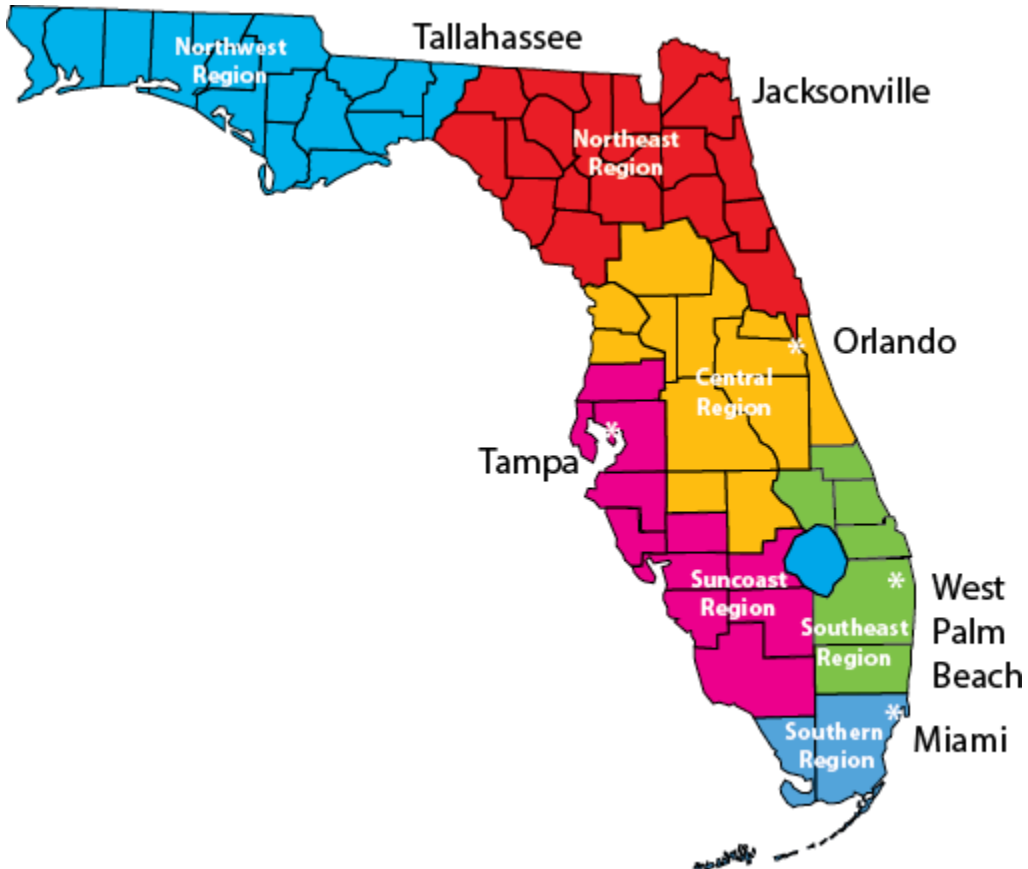 Tallahassee
Northwest
Region
Jacksonville
Northeast
Region
Orlando
Central
Region
Tampa
*
*
Suncoast
Region
*
West
Palm
Beach
Southeast
Region
*
Miami
Southern
Region